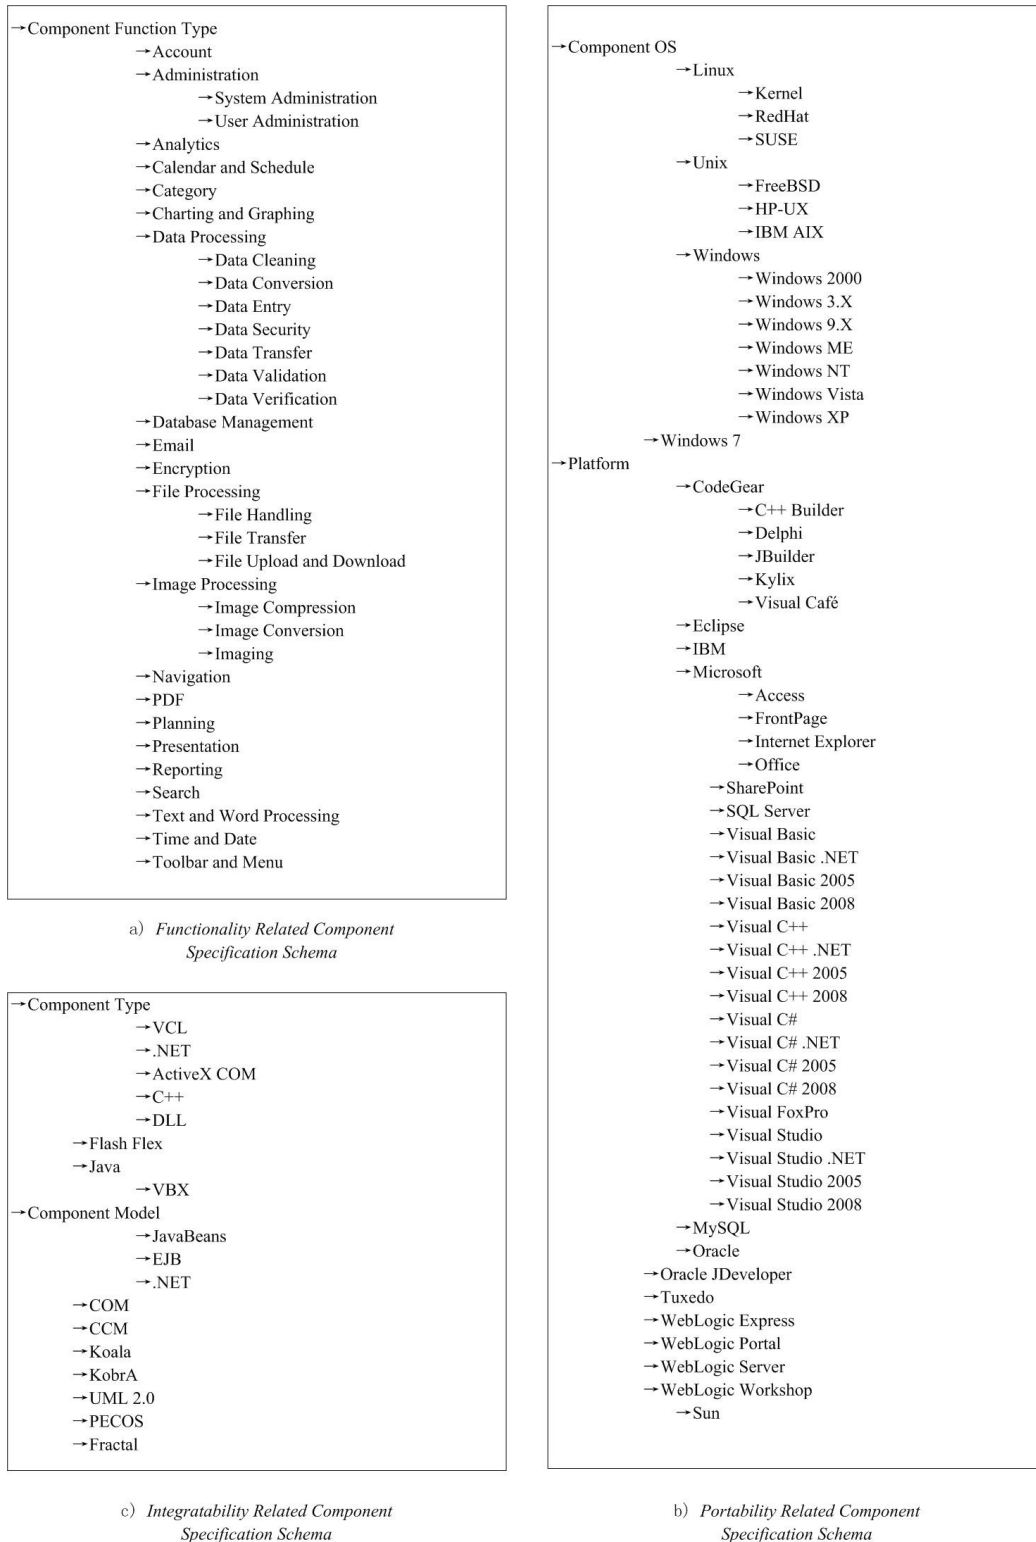 →Component Function Type
→Account
→Administration
→System Administration
→User Administration
→Analytics
→Calendar and Schedule
→Category
→Charting and Graphing
→Data Processing
→Data Cleaning
→Data Conversion
→Data Entry
→Data Security
→Data Transfer
→Data Validation
→Data Verification
→Database Management
→Email
→Encryption
→File Processing
→File Handling
→File Transfer
→File Upload and Download
→Image Processing
→Image Compression
→Image Conversion
→Imaging
→Navigation
→PDF
→Planning
→Presentation
→Reporting
→Search
→Text and Word Processing
→Time and Date
→Toolbar and Menu
a) Functionality Related Component
Specification Schema
→Component Type
→VCL
→.NET
→ActiveX COM
→C++
→DLL
→Flash Flex
→Java
→VBX
→Component Model
→JavaBeans
→EJB
→.NET
→COM
→CCM
→Koala
→KobrA
→UML 2.0
→PECOS
→Fractal
c) Integratability Related Component
Specification Schema
→Component OS
→Linux
→Kernel
→RedHat
→SUSE
→Unix
→FreeBSD
→HP-UX
→IBM AIX
→Windows
→Windows 2000
→Windows 3.X
→Windows 9.X
→Windows ME
→Windows NT
→Windows Vista
→Windows XP
→Windows 7
→Platform
→CodeGear
→C++ Builder
→Delphi
→JBuilder
→Kylix
→Visual Café
→Eclipse
→IBM
→Microsoft
→Access
→FrontPage
→Internet Explorer
→Office
→SharePoint
→SQL Server
→Visual Basic
→Visual Basic .NET
→Visual Basic 2005
→Visual Basic 2008
→Visual C++
→Visual C++ .NET
→Visual C++ 2005
→Visual C++ 2008
→Visual C#
→Visual C# .NET
→Visual C# 2005
→Visual C# 2008
→Visual FoxPro
→Visual Studio
→Visual Studio .NET
→Visual Studio 2005
→Visual Studio 2008
→MySQL
→Oracle
→Oracle JDeveloper
→Tuxedo
→WebLogic Express
→WebLogic Portal
→WebLogic Server
→WebLogic Workshop
→Sun
b) Portability Related Component
Specification Schema